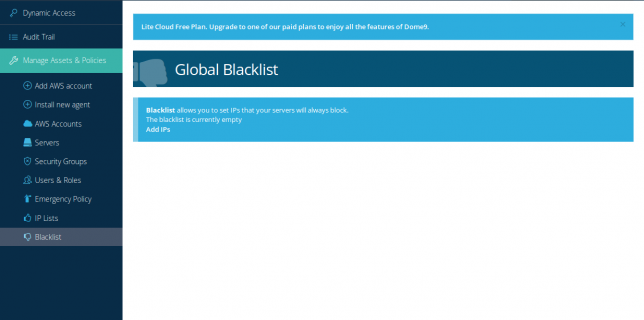 Dynamic Access
Audit Trail
Manage Assets & Policies
Add AWS account
Install new agent
AWS Accounts
Servers
Security Groups
Users & Roles
Emergency Policy
IP Lists
Blacklist
Lite Cloud Free Plan. Upgrade to one of our paid plans to enjoy all the features of Dome9.
×
Global Blacklist
Blacklist allows you to set IPs that your servers will always block.
The blacklist is currently empty
Add IPs